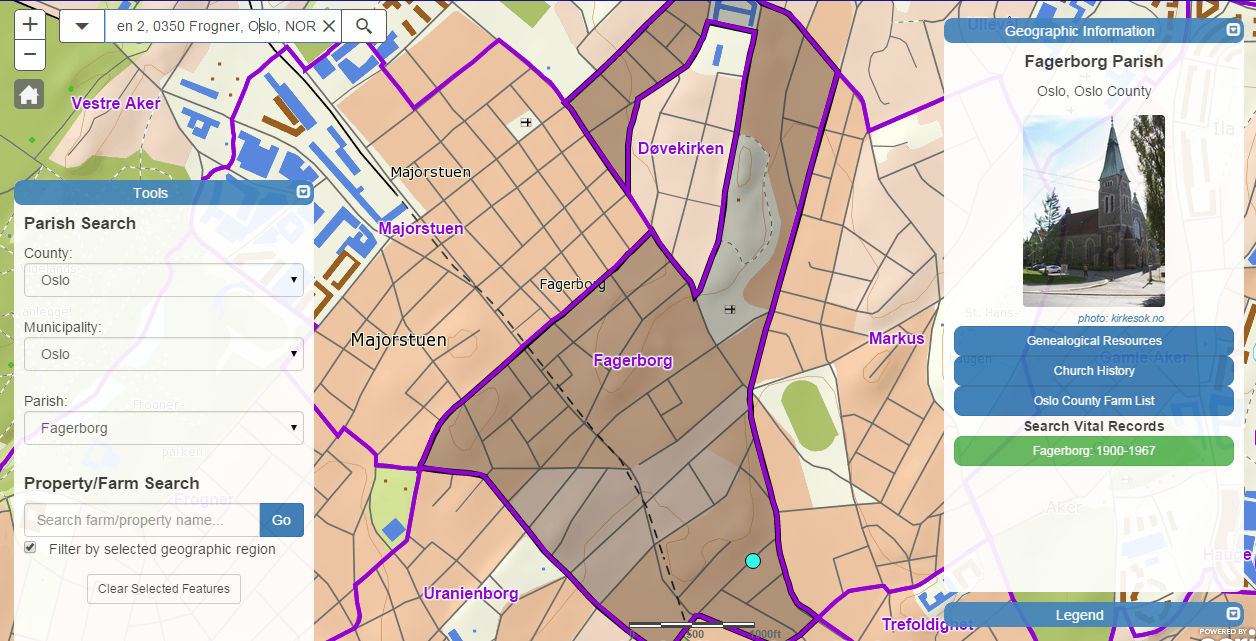 +
−
en 2, 0350 Frogner, Oslo, NOR
Tools
Parish Search
County:
Oslo
Municipality:
Oslo
Parish:
Fagerborg
Property/Farm Search
Search farm/property name...
Go
Filter by selected geographic region
Clear Selected Features
Vestre Aker
Majorstuen
Majorstuen
Majorstuen
Døvekirken
Fagerborg
Fagerborg
Markus
Uranienborg
Trefoldighet
Frogner-
parken
Frogner
500
1000ft
Geographic Information
Fagerborg Parish
Oslo, Oslo County
photo: kirkesok.no
Genealogical Resources
Church History
Oslo County Farm List
Search Vital Records
Fagerborg: 1900-1967
Ullevål
Ila
St. Hans-
haugen
Gamle Aker
Aker
Legend
POWERED BY